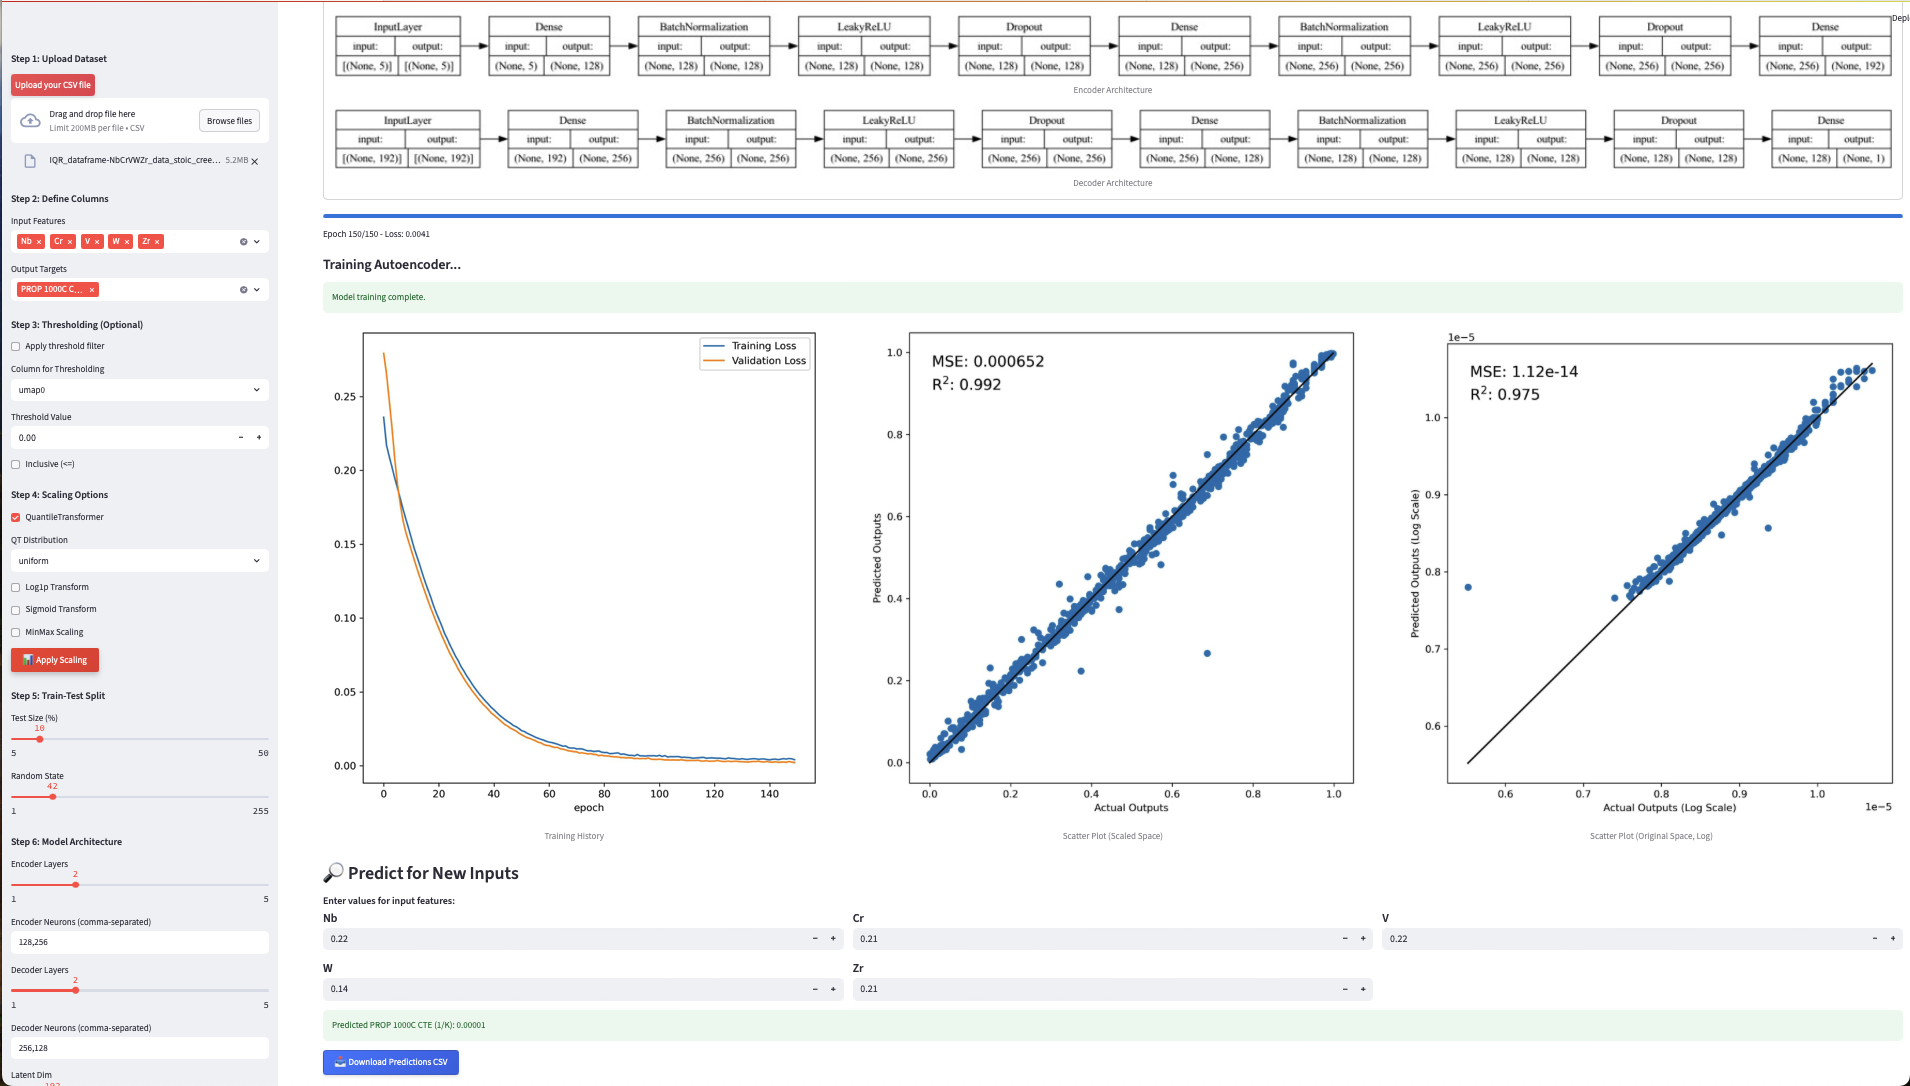 Step 1: Upload Dataset
Upload your CSV file
Drag and drop file here
Limit 200MB per file • CSV
Browse files
IQR_dataframe-NbCrVWZr_data_stoic_cree... 5.2MB ×
Step 2: Define Columns
Input Features
Nb × Cr × V × W × Zr ×
Output Targets
PROP 1000C C... ×
Step 3: Thresholding (Optional)
Apply threshold filter
Column for Thresholding
umap0
Threshold Value
0.00 − +
Inclusive (<=)
Step 4: Scaling Options
QuantileTransformer
QT Distribution
uniform
Log1p Transform
Sigmoid Transform
MinMax Scaling
Apply Scaling
Step 5: Train-Test Split
Test Size (%)
10
5 50
Random State
42
1 255
Step 6: Model Architecture
Encoder Layers
2
1 5
Encoder Neurons (comma-separated)
128,256
Decoder Layers
2
1 5
Decoder Neurons (comma-separated)
256,128
Latent Dim
Depl
InputLayer Dense BatchNormalization LeakyReLU Dropout Dense BatchNormalization LeakyReLU Dropout Dense
input: output: input: output: input: output: input: output: input: output: input: output: input: output: input: output: input: output: input: output:
[(None, 5)] [(None, 5)] (None, 5) (None, 128) (None, 128) (None, 128) (None, 128) (None, 128) (None, 128) (None, 128) (None, 128) (None, 256) (None, 256) (None, 256) (None, 256) (None, 256) (None, 256) (None, 256) (None, 256) (None, 192)
Encoder Architecture
InputLayer Dense BatchNormalization LeakyReLU Dropout Dense BatchNormalization LeakyReLU Dropout Dense
input: output: input: output: input: output: input: output: input: output: input: output: input: output: input: output: input: output: input: output:
[(None, 192)] [(None, 192)] (None, 192) (None, 256) (None, 256) (None, 256) (None, 256) (None, 256) (None, 256) (None, 256) (None, 256) (None, 128) (None, 128) (None, 128) (None, 128) (None, 128) (None, 128) (None, 128) (None, 128) (None, 1)
Decoder Architecture
Epoch 150/150 - Loss: 0.0041
Training Autoencoder...
Model training complete.
Training Loss
Validation Loss
0.25
0.20
0.15
0.10
0.05
0.00
0 20 40 60 80 100 120 140
epoch
Training History
MSE: 0.000652
R²: 0.992
Predicted Outputs
1.0
0.8
0.6
0.4
0.2
0.0
0.0 0.2 0.4 0.6 0.8 1.0
Actual Outputs
Scatter Plot (Scaled Space)
1e−5
MSE: 1.12e-14
R²: 0.975
Predicted Outputs (Log Scale)
1.0
0.9
0.8
0.7
0.6
0.6 0.7 0.8 0.9 1.0
Actual Outputs (Log Scale) 1e−5
Scatter Plot (Original Space, Log)
Predict for New Inputs
Enter values for input features:
Nb Cr V
0.22 − + 0.21 − + 0.22 − +
W Zr
0.14 − + 0.21 − +
Predicted PROP 1000C CTE (1/K): 0.00001
Download Predictions CSV